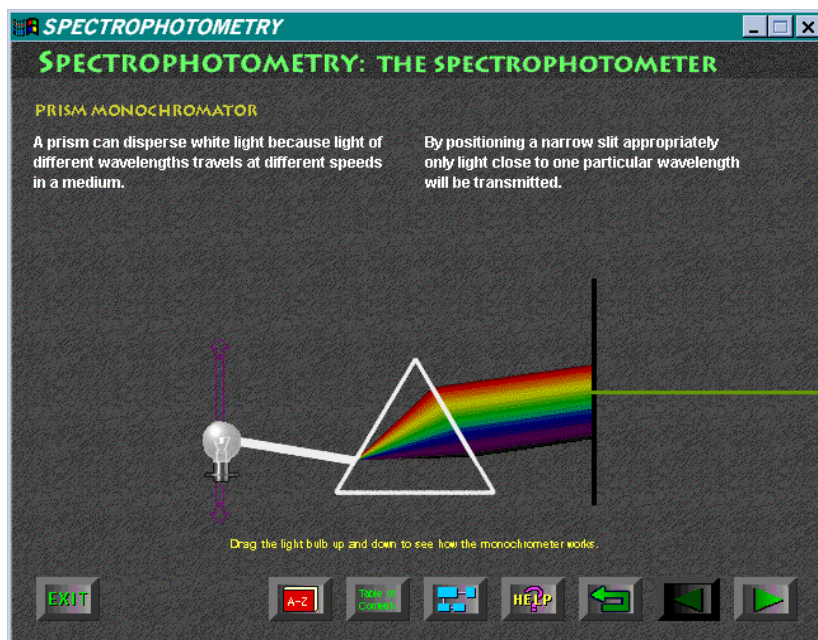 SPECTROPHOTOMETRY
SPECTROPHOTOMETRY: THE SPECTROPHOTOMETER
PRISM MONOCHROMATOR
A prism can disperse white light because light of
different wavelengths travels at different speeds
in a medium.
By positioning a narrow slit appropriately
only light close to one particular wavelength
will be transmitted.
Drag the light bulb up and down to see how the monochrometer works.
EXIT
A-Z
Table of
Content
HELP